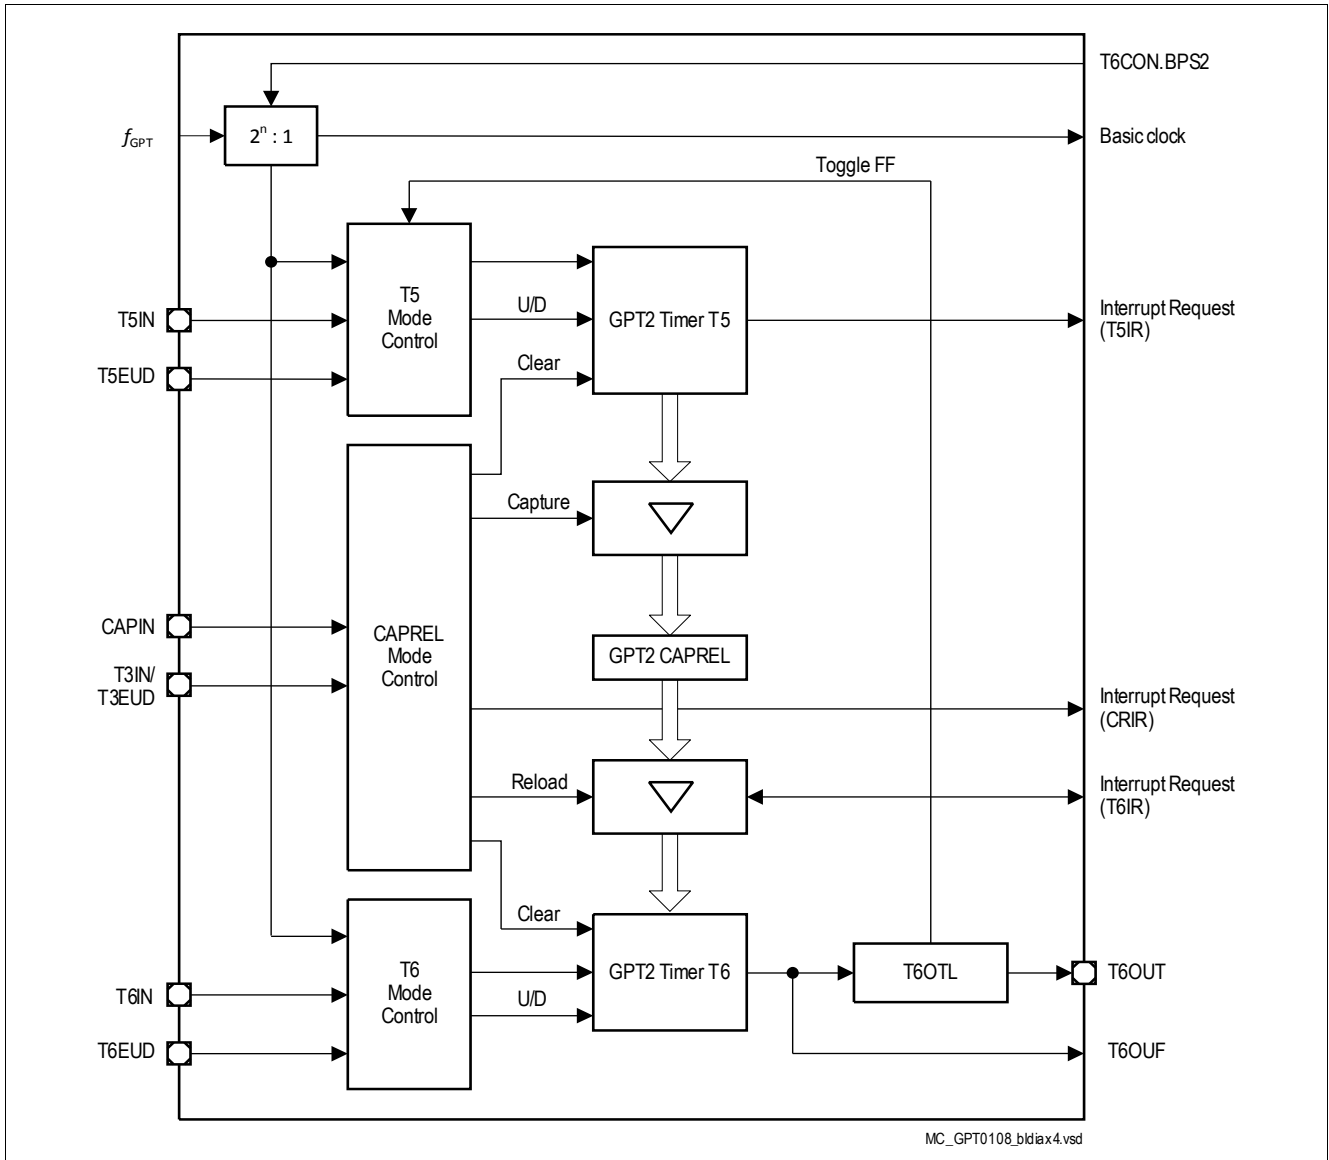 T6CON.BPS2
fGPT
2n : 1
Basic clock
Toggle FF
T5
Mode
Control
U/D
GPT2 Timer T5
T5IN
T5EUD
Interrupt Request
(T5IR)
Clear
Capture
CAPIN
T3IN/
T3EUD
CAPREL
Mode
Control
GPT2 CAPREL
Interrupt Request
(CRIR)
Reload
Interrupt Request
(T6IR)
Clear
T6
Mode
Control
U/D
GPT2 Timer T6
T6OTL
T6OUT
T6IN
T6EUD
T6OUF
MC_GPT0108_bldiax4.vsd